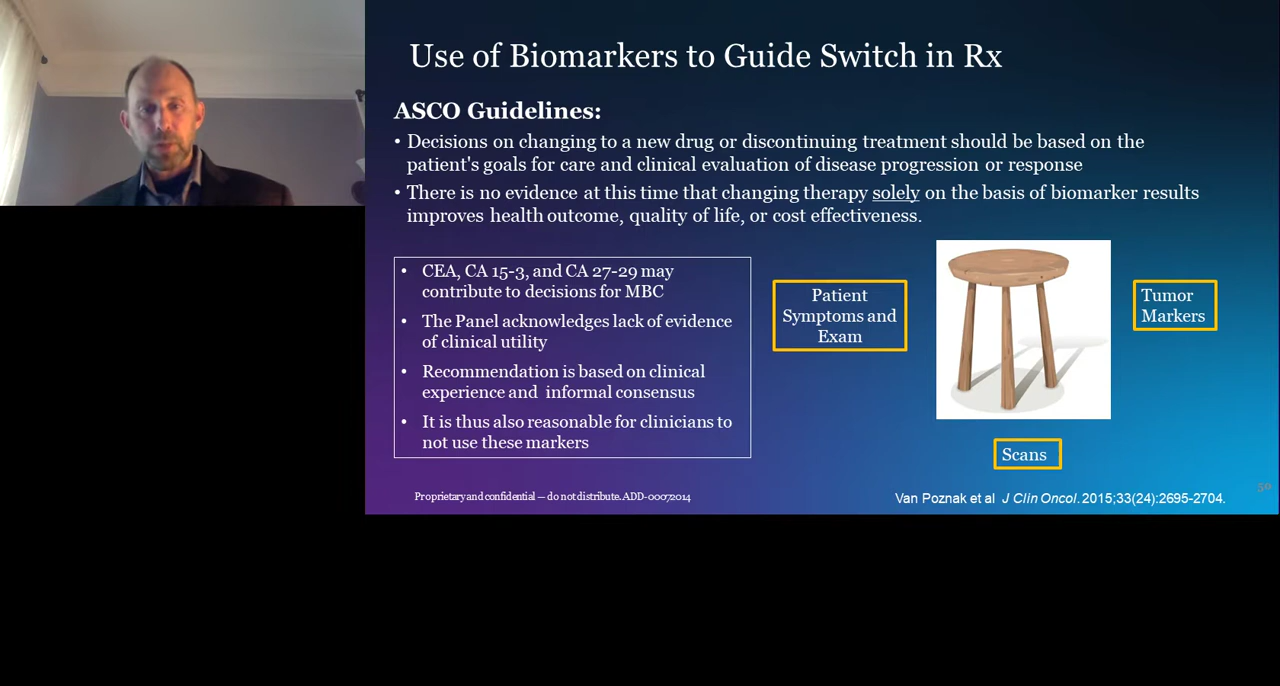 Use of Biomarkers to Guide Switch in Rx
ASCO Guidelines:
• Decisions on changing to a new drug or discontinuing treatment should be based on the
patient's goals for care and clinical evaluation of disease progression or response
• There is no evidence at this time that changing therapy solely on the basis of biomarker results
improves health outcome, quality of life, or cost effectiveness.
• CEA, CA 15-3, and CA 27-29 may
contribute to decisions for MBC
• The Panel acknowledges lack of evidence
of clinical utility
• Recommendation is based on clinical
experience and informal consensus
• It is thus also reasonable for clinicians to
not use these markers
Patient
Symptoms and
Exam
Tumor
Markers
Scans
Proprietary and confidential — do not distribute. ADD-00072014
Van Poznak et al J Clin Oncol. 2015;33(24):2695-2704.
50